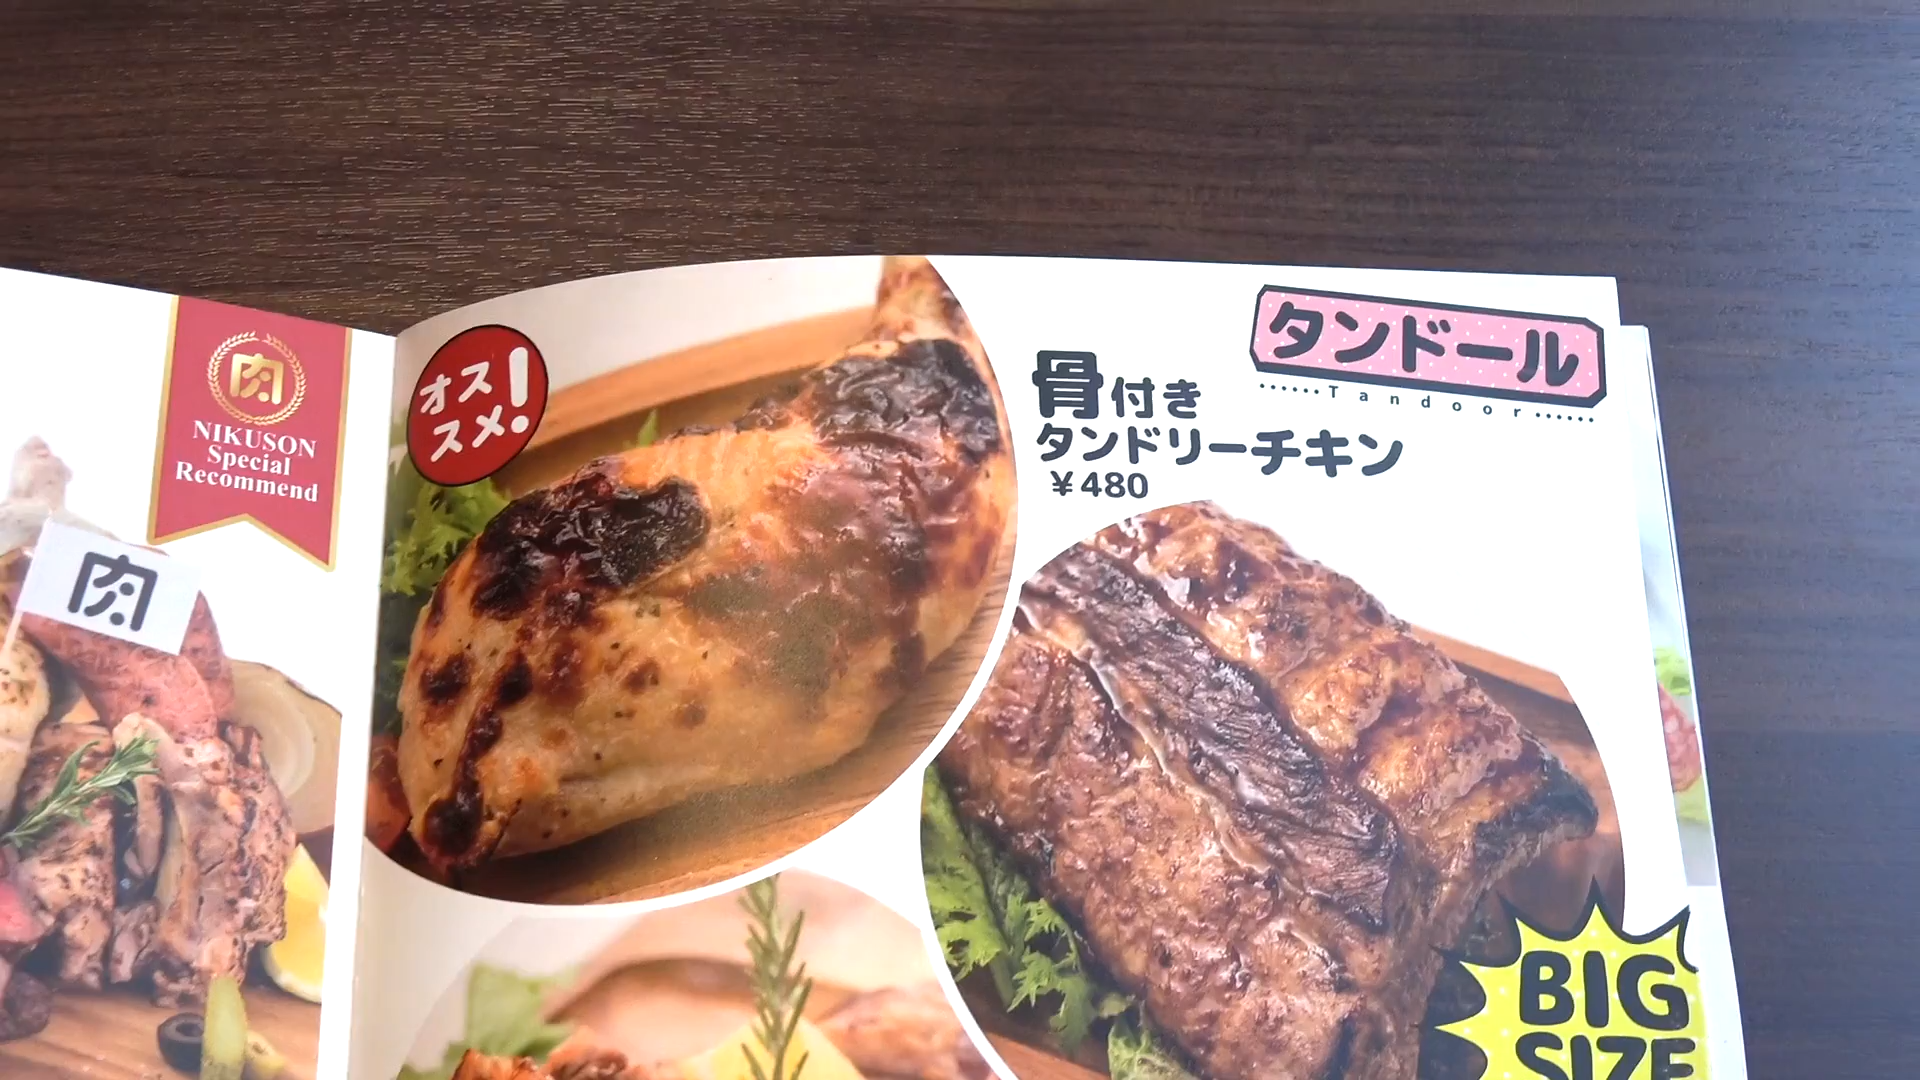 肉
NIKUSON
Special
Recommend
肉
オス
スメ!
タンドール
Tandoor
骨付き
タンドリーチキン
¥480
BIG
SIZE